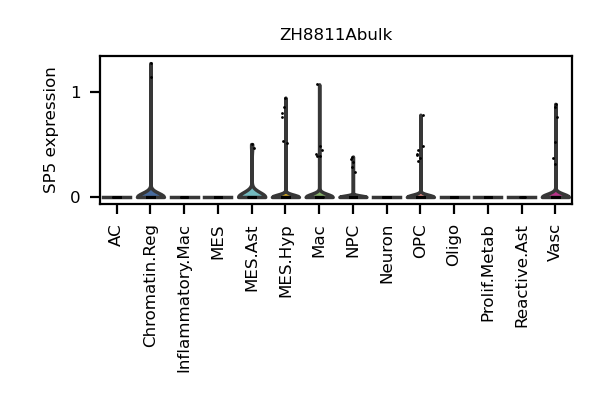 ZH8811Abulk
SP5 expression
1
0
AC
Chromatin.Reg
Inflammatory.Mac
MES
MES.Ast
MES.Hyp
Mac
NPC
Neuron
OPC
Oligo
Prolif.Metab
Reactive.Ast
Vasc